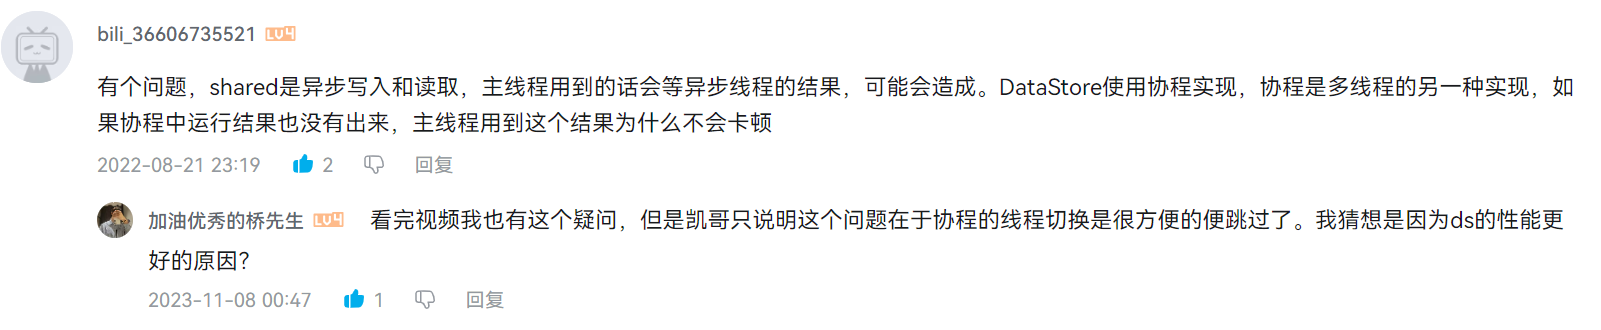 bili_36606735521 LV4
有个问题，shared是异步写入和读取，主线程用到的话会等异步线程的结果，可能会造成。DataStore使用协程实现，协程是多线程的另一种实现，如
果协程中运行结果也没有出来，主线程用到这个结果为什么不会卡顿
2022-08-21 23:19 2 回复
加油优秀的桥先生 LV4 看完视频我也有这个疑问，但是凯哥只说明这个问题在于协程的线程切换是很方便的便跳过了。我猜想是因为ds的性能更
好的原因？
2023-11-08 00:47 1 回复